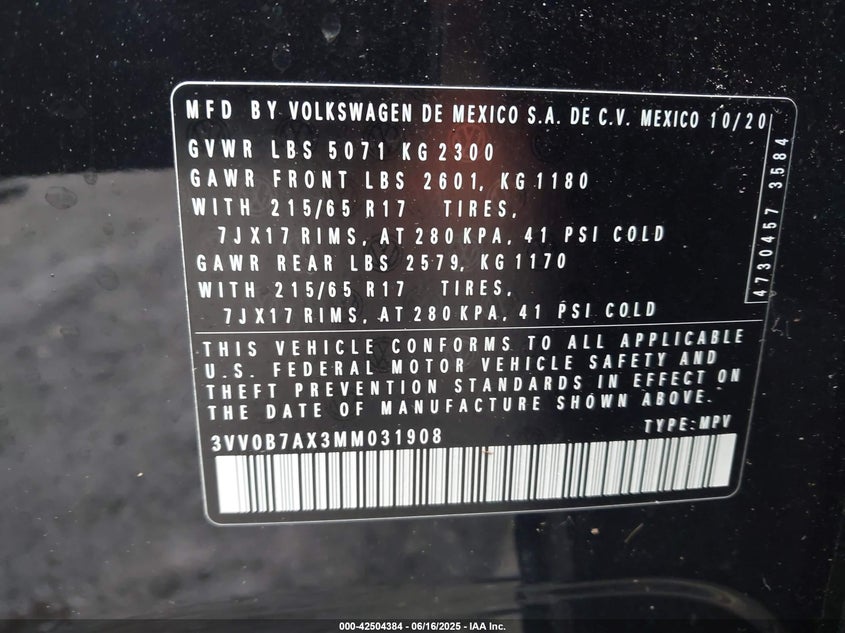 MFD BY VOLKSWAGEN DE MEXICO S.A. DE C.V. MEXICO 10/20
GVWR LBS 5071 KG 2300
GAWR FRONT LBS 2601, KG 1180
WITH 215/65 R17 TIRES,
7JX17 RIMS, AT 280 KPA, 41 PSI COLD
GAWR REAR LBS 2579, KG 1170
WITH 215/65 R17 TIRES,
7JX17 RIMS, AT 280 KPA, 41 PSI COLD
4730457 3584
THIS VEHICLE CONFORMS TO ALL APPLICABLE
U.S. FEDERAL MOTOR VEHICLE SAFETY AND
THEFT PREVENTION STANDARDS IN EFFECT ON
THE DATE OF MANUFACTURE SHOWN ABOVE.
3VV0B7AX3MM031908 TYPE: MPV
000-42504384 - 06/16/2025 - IAA Inc.